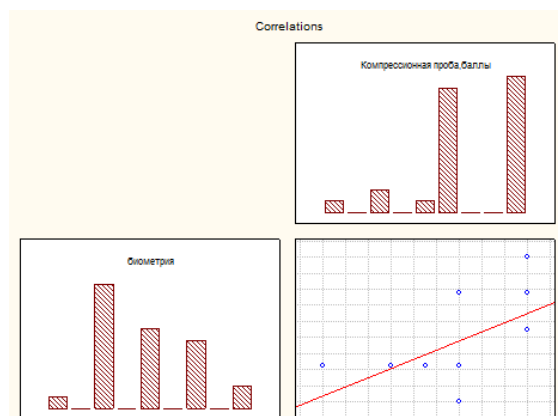 Correlations
Компрессионная проба,баллы
биометрия